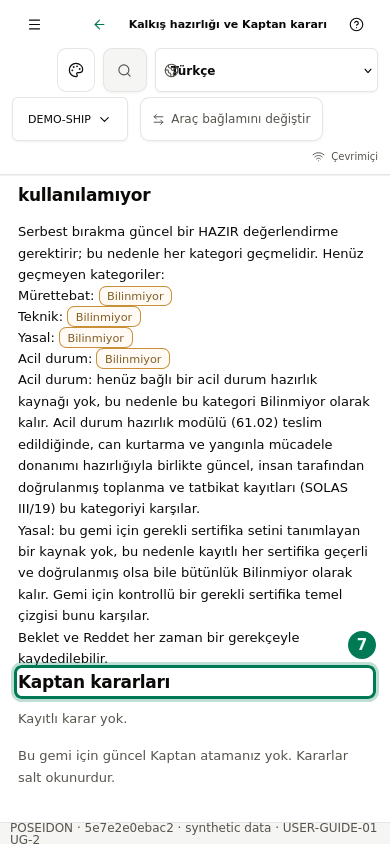 Kalkış hazırlığı ve Kaptan kararı
Türkçe
DEMO-SHIP
Araç bağlamını değiştir
Çevrimiçi
kullanılamıyor
Serbest bırakma güncel bir HAZIR değerlendirme
gerektirir; bu nedenle her kategori geçmelidir. Henüz
geçmeyen kategoriler:
Mürettebat: Bilinmiyor
Teknik: Bilinmiyor
Yasal: Bilinmiyor
Acil durum: Bilinmiyor
Acil durum: henüz bağlı bir acil durum hazırlık
kaynağı yok, bu nedenle bu kategori Bilinmiyor olarak
kalır. Acil durum hazırlık modülü (61.02) teslim
edildiğinde, can kurtarma ve yangınla mücadele
donanımı hazırlığıyla birlikte güncel, insan tarafından
doğrulanmış toplanma ve tatbikat kayıtları (SOLAS
III/19) bu kategoriyi karşılar.
Yasal: bu gemi için gerekli sertifika setini tanımlayan
bir kaynak yok, bu nedenle kayıtlı her sertifika geçerli
ve doğrulanmış olsa bile bütünlük Bilinmiyor olarak
kalır. Gemi için kontrollü bir gerekli sertifika temel
çizgisi bunu karşılar.
Beklet ve Reddet her zaman bir gerekçeyle
kaydedilebilir.
7
Kaptan kararları
Kayıtlı karar yok.
Bu gemi için güncel Kaptan atamanız yok. Kararlar
salt okunurdur.
POSEIDON · 5e7e2e0ebac2 · synthetic data · USER-GUIDE-01
UG-2